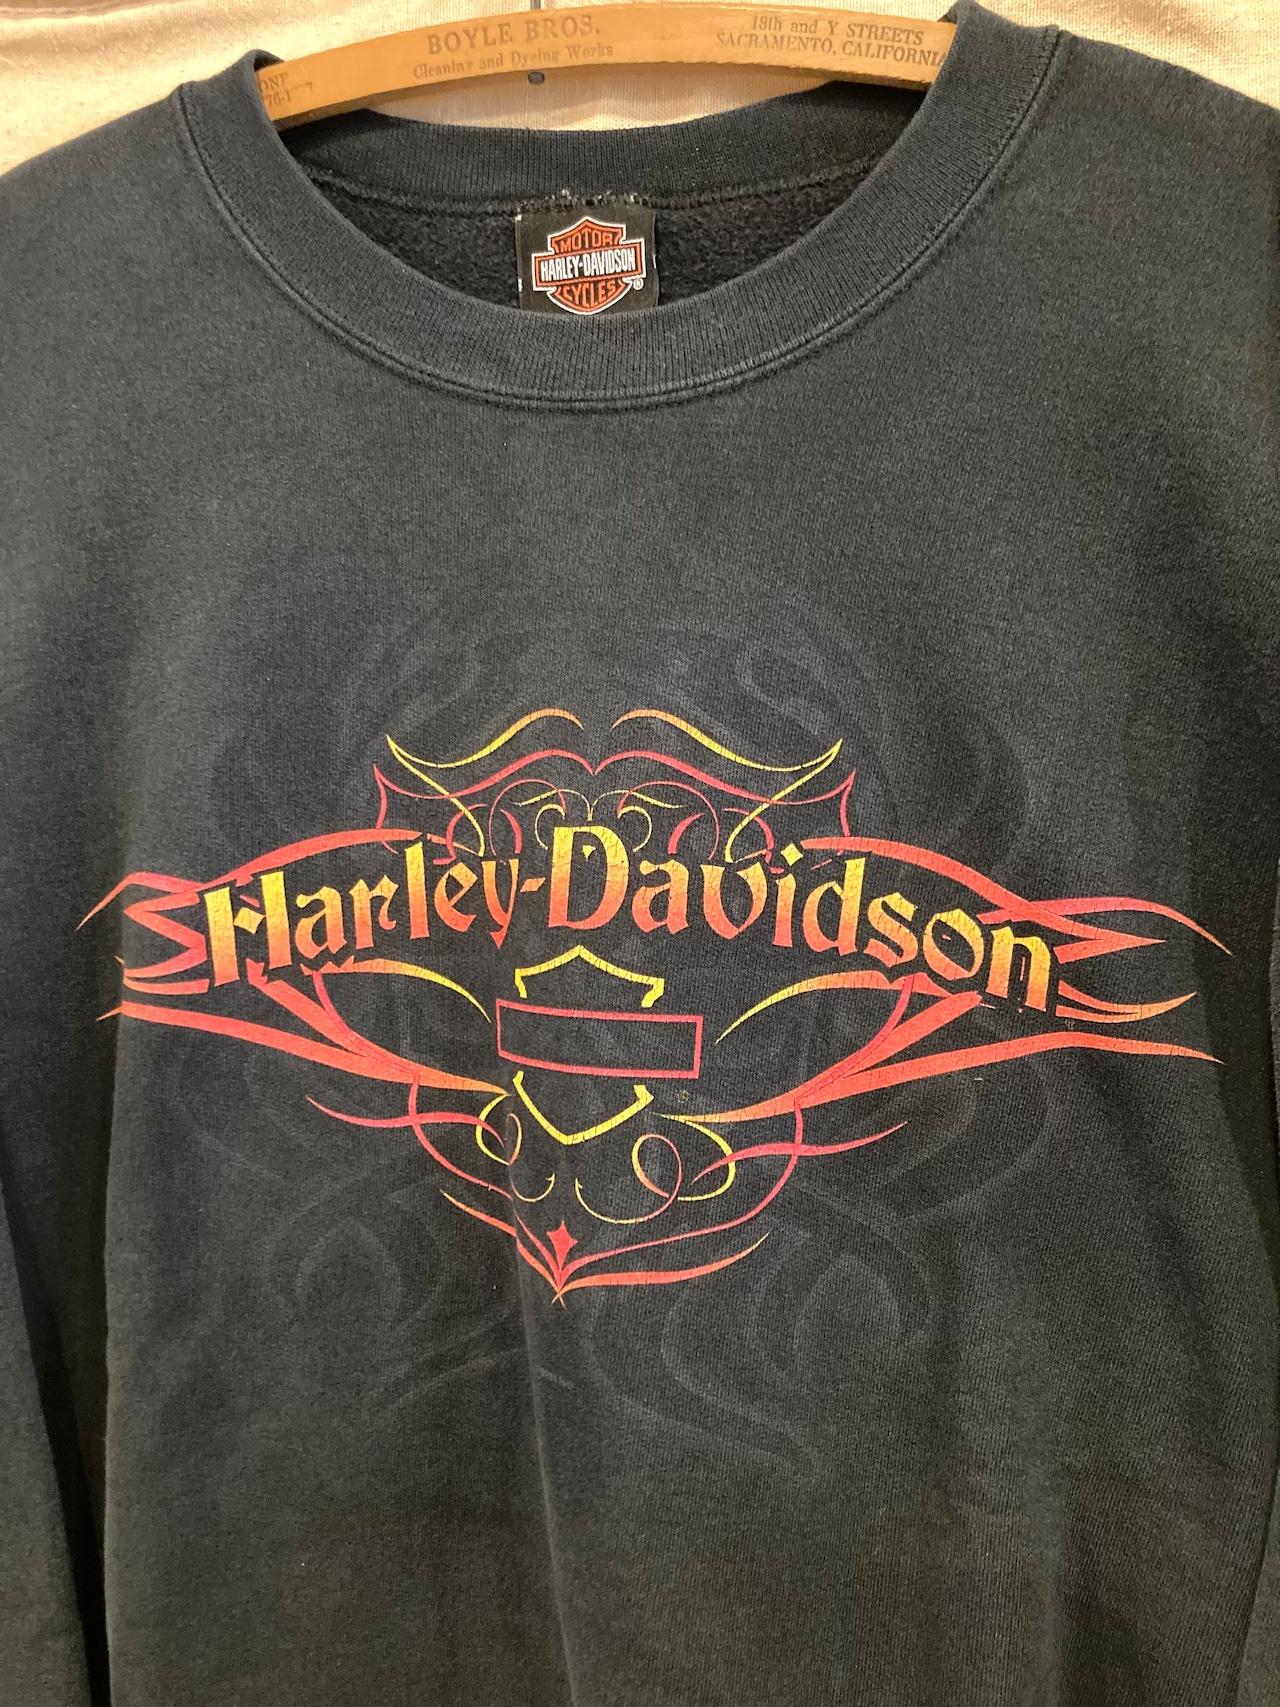 BOYLE BROS.
Cleaning and Dyeing Works
18th and Y STREETS
SACRAMENTO, CALIFORNIA
MOTOR
HARLEY-DAVIDSON
CYCLES
®
Harley-Davidson